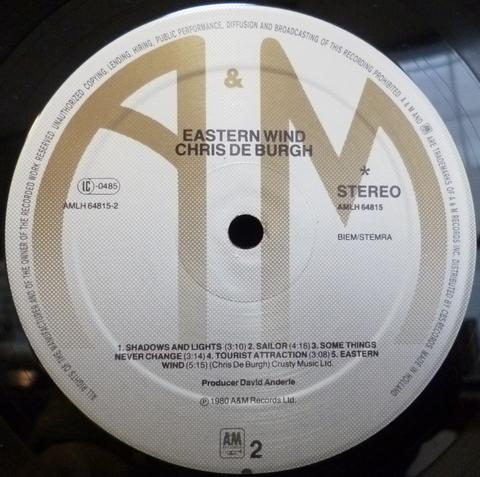 ALL RIGHTS OF THE MANUFACTURER AND OF THE OWNER OF THE RECORDED WORK RESERVED. UNAUTHORIZED COPYING, LENDING, HIRING, PUBLIC PERFORMANCE, DIFFUSION AND BROADCASTING OF THIS RECORDING PROHIBITED. A & M AND ARE TRADEMARKS OF A & M RECORDS INC. DISTRIBUTED BY CBS RECORDS. MADE IN HOLLAND
A & M
EASTERN WIND
CHRIS DE BURGH
LC -0485
AMLH 64815-2
*
STEREO
AMLH 64815
BIEM/STEMRA
1. SHADOWS AND LIGHTS (3:10) 2. SAILOR (4:16) 3. SOME THINGS
NEVER CHANGE (3:14) 4. TOURIST ATTRACTION (3:08) 5. EASTERN
WIND (5:15) (Chris De Burgh) Crusty Music Ltd.
Producer David Anderle
℗ 1980 A&M Records Ltd.
A&M
2